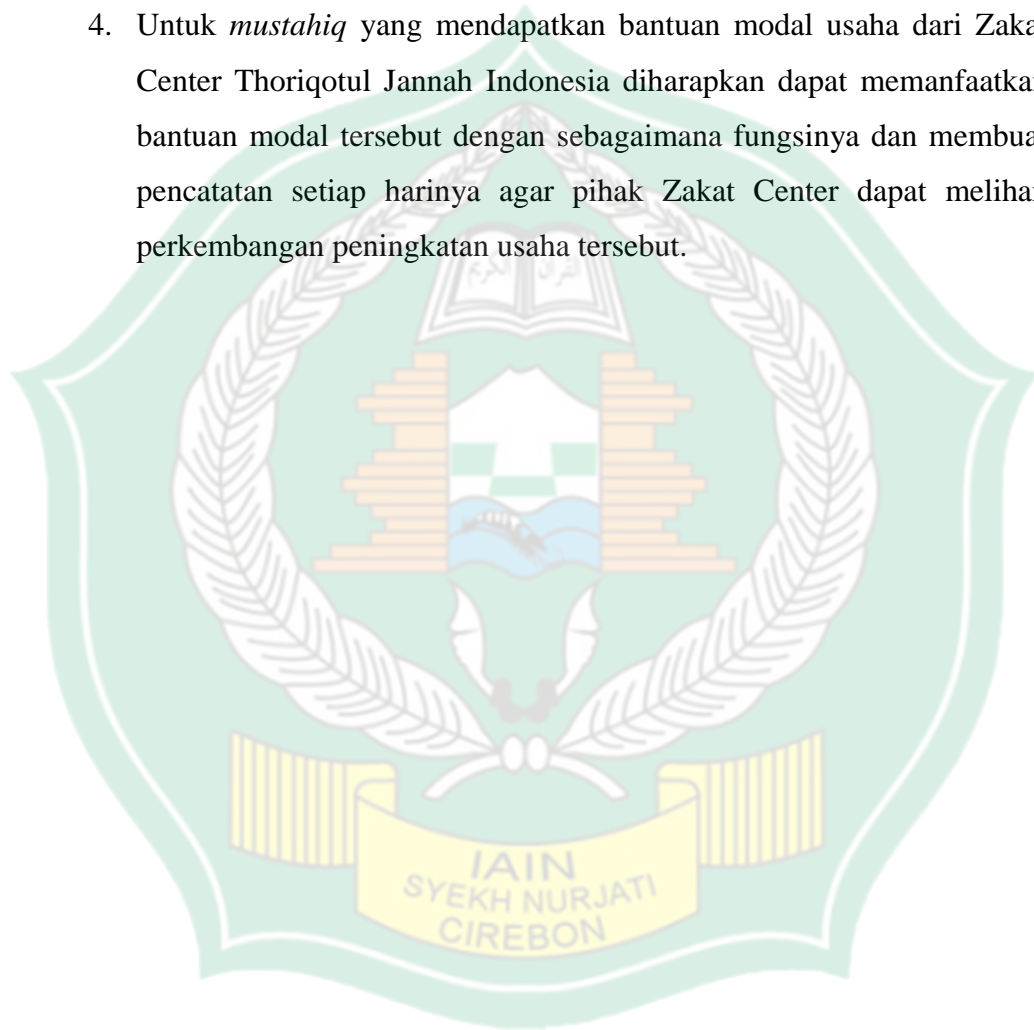 4. Untuk mustahiq yang mendapatkan bantuan modal usaha dari Zaka
Center Thoriqotul Jannah Indonesia diharapkan dapat memanfaatka
bantuan modal tersebut dengan sebagaimana fungsinya dan membua
pencatatan setiap harinya agar pihak Zakat Center dapat meliha
perkembangan peningkatan usaha tersebut.
IAIN
SYEKH NURJATI
CIREBON